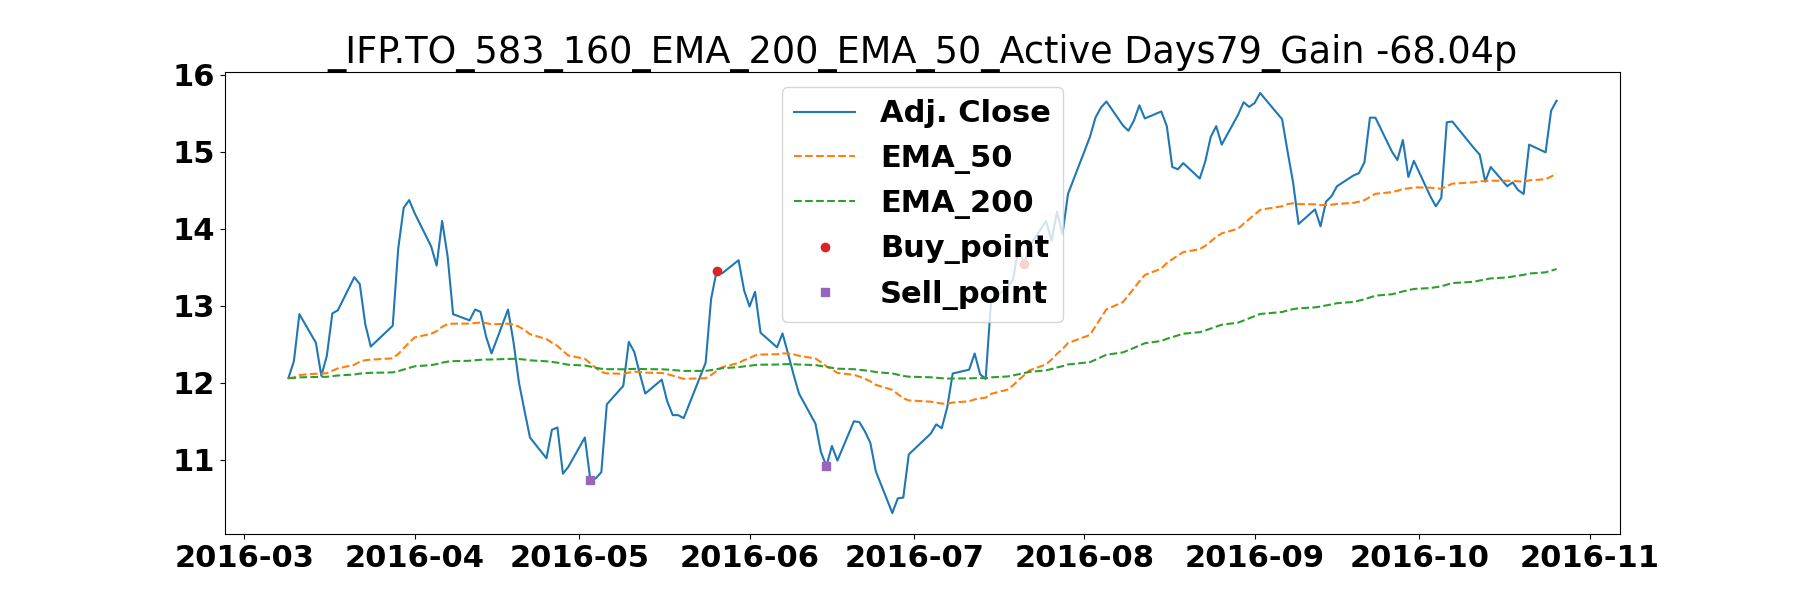 _IFP.TO_583_160_EMA_200_EMA_50_Active Days79_Gain -68.04p
16
15
14
13
12
11
Adj. Close
EMA_50
EMA_200
Buy_point
Sell_point
2016-03 2016-04 2016-05 2016-06 2016-07 2016-08 2016-09 2016-10 2016-11